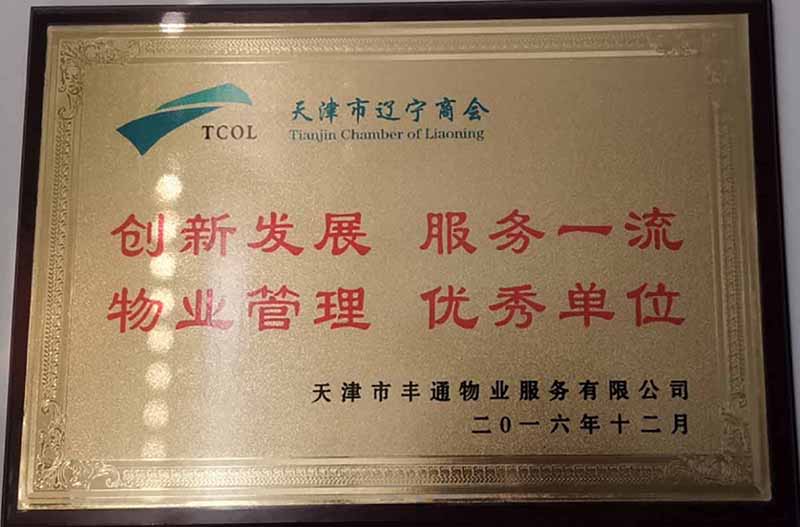 TCOL
天津市辽宁商会
Tianjin Chamber of Liaoning
创新发展 服务一流
物业管理 优秀单位
天津市丰通物业服务有限公司
二0一六年十二月